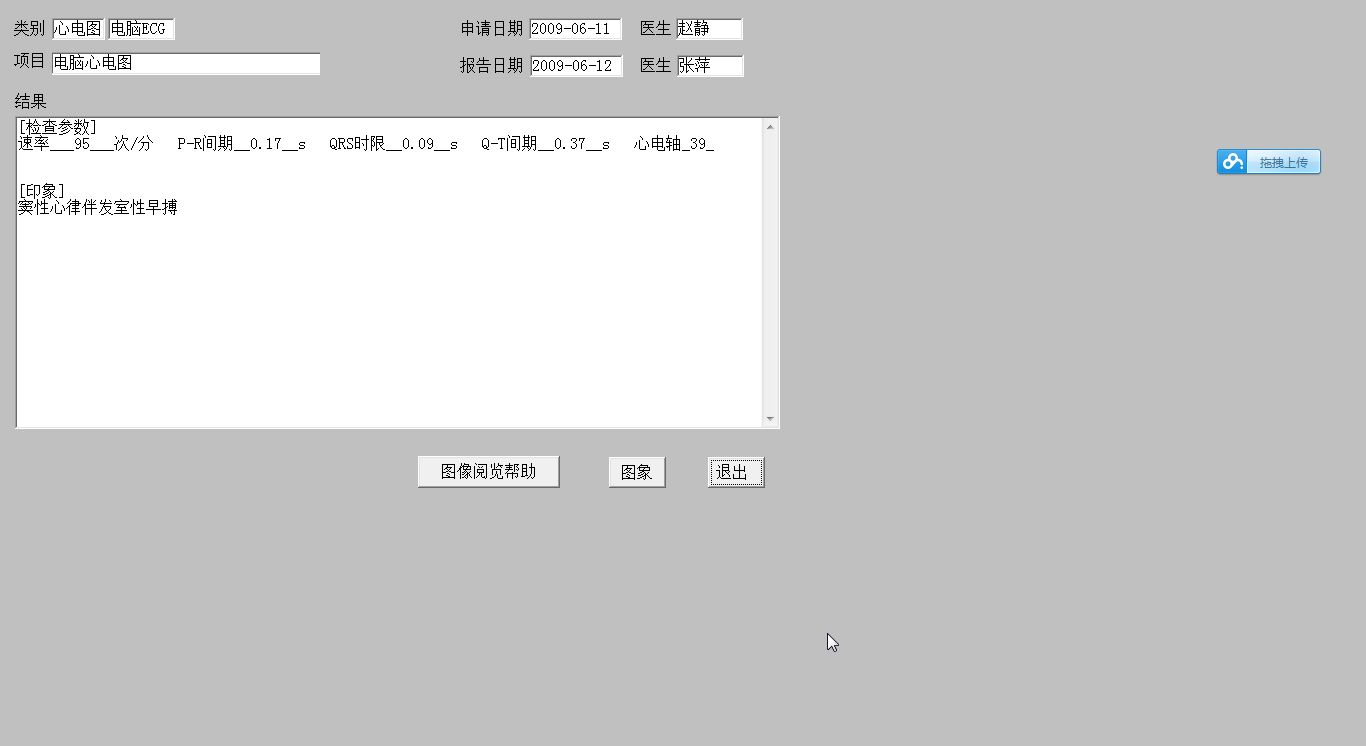 类别 心电图 电脑ECG 申请日期 2009-06-11 医生 赵静
项目 电脑心电图 报告日期 2009-06-12 医生 张萍
结果
[检查参数]
速率___95___次/分 P-R间期__0.17__s QRS时限__0.09__s Q-T间期__0.37__s 心电轴_39_
[印象]
窦性心律伴发室性早搏
拖拽上传
图像阅览帮助 图象 退出